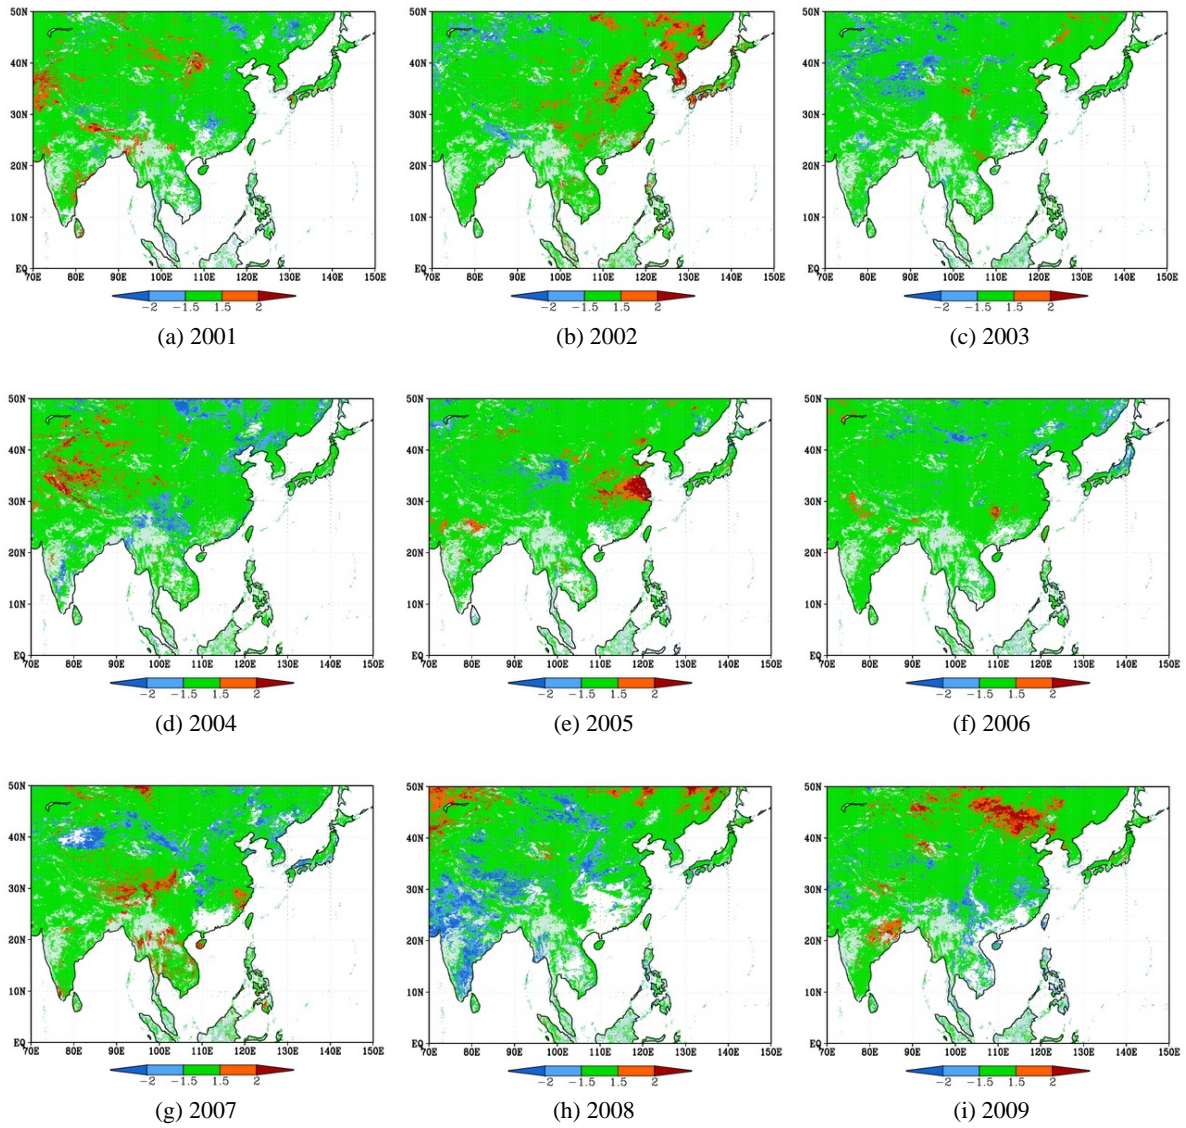 50N 50N 50N
40N 40N 40N
30N 30N 30N
20N 20N 20N
10N 10N 10N
EQ EQ EQ
70E 80E 90E 100E 110E 120E 130E 140E 150E 70E 80E 90E 100E 110E 120E 130E 140E 150E 70E 80E 90E 100E 110E 120E 130E 140E 150E
-2 -1.5 1.5 2 -2 -1.5 1.5 2 -2 -1.5 1.5 2
(a) 2001 (b) 2002 (c) 2003
50N 50N 50N
40N 40N 40N
30N 30N 30N
20N 20N 20N
10N 10N 10N
EQ EQ EQ
70E 80E 90E 100E 110E 120E 130E 140E 150E 70E 80E 90E 100E 110E 120E 130E 140E 150E 70E 80E 90E 100E 110E 120E 130E 140E 150E
-2 -1.5 1.5 2 -2 -1.5 1.5 2 -2 -1.5 1.5 2
(d) 2004 (e) 2005 (f) 2006
50N 50N 50N
40N 40N 40N
30N 30N 30N
20N 20N 20N
10N 10N 10N
EQ EQ EQ
70E 80E 90E 100E 110E 120E 130E 140E 150E 70E 80E 90E 100E 110E 120E 130E 140E 150E 70E 80E 90E 100E 110E 120E 130E 140E 150E
-2 -1.5 1.5 2 -2 -1.5 1.5 2 -2 -1.5 1.5 2
(g) 2007 (h) 2008 (i) 2009